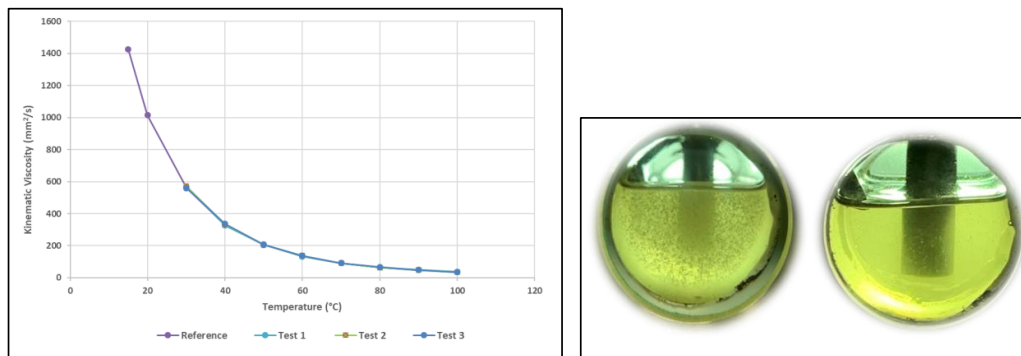 1600
1400
1200
1000
800
600
400
200
0
Kinematic Viscosity (mm²/s)
0 20 40 60 80 100 120
Temperature (°C)
Reference Test 1 Test 2 Test 3